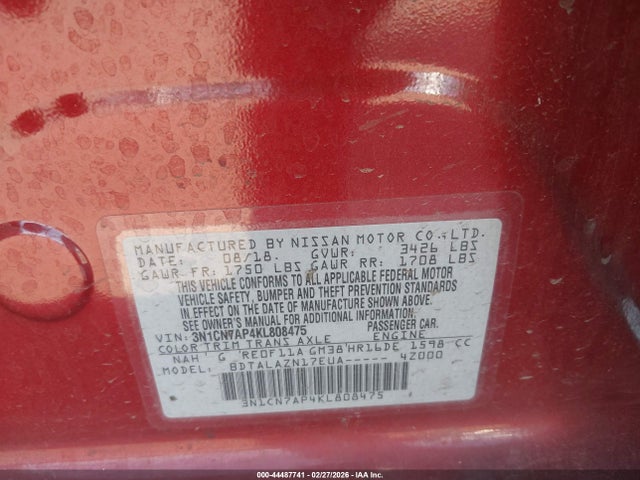 MANUFACTURED BY NISSAN MOTOR CO., LTD.
DATE: 08/18. GVWR: 3426 LBS
GAWR FR: 1750 LBS GAWR RR: 1708 LBS
THIS VEHICLE CONFORMS TO ALL APPLICABLE FEDERAL MOTOR
VEHICLE SAFETY, BUMPER AND THEFT PREVENTION STANDARDS
IN EFFECT ON THE DATE OF MANUFACTURE SHOWN ABOVE.
SEE OWNER'S MANUAL FOR ADDITIONAL INFORMATION.
VIN: 3N1CN7AP4KL808475 PASSENGER CAR.
COLOR TRIM TRANS AXLE ENGINE
NAH G RE0F11A GM38 HR16DE 1598 CC
MODEL: BDTALAZN17EUA----- 42000
3N1CN7AP4KL808475
000-44487741 - 02/27/2026 - IAA Inc.